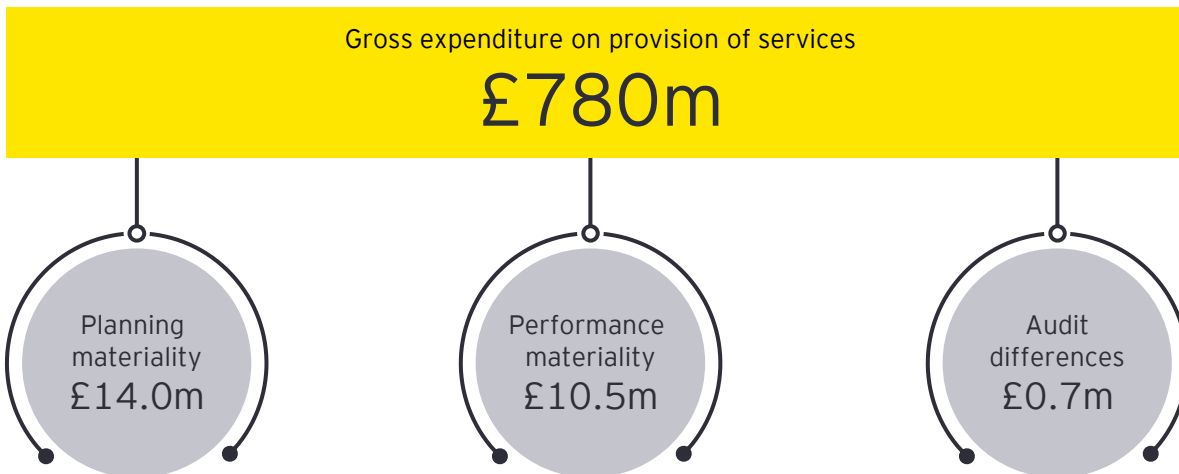 Gross expenditure on provision of services
£780m
Planning
materiality
£14.0m
Performance
materiality
£10.5m
Audit
differences
£0.7m